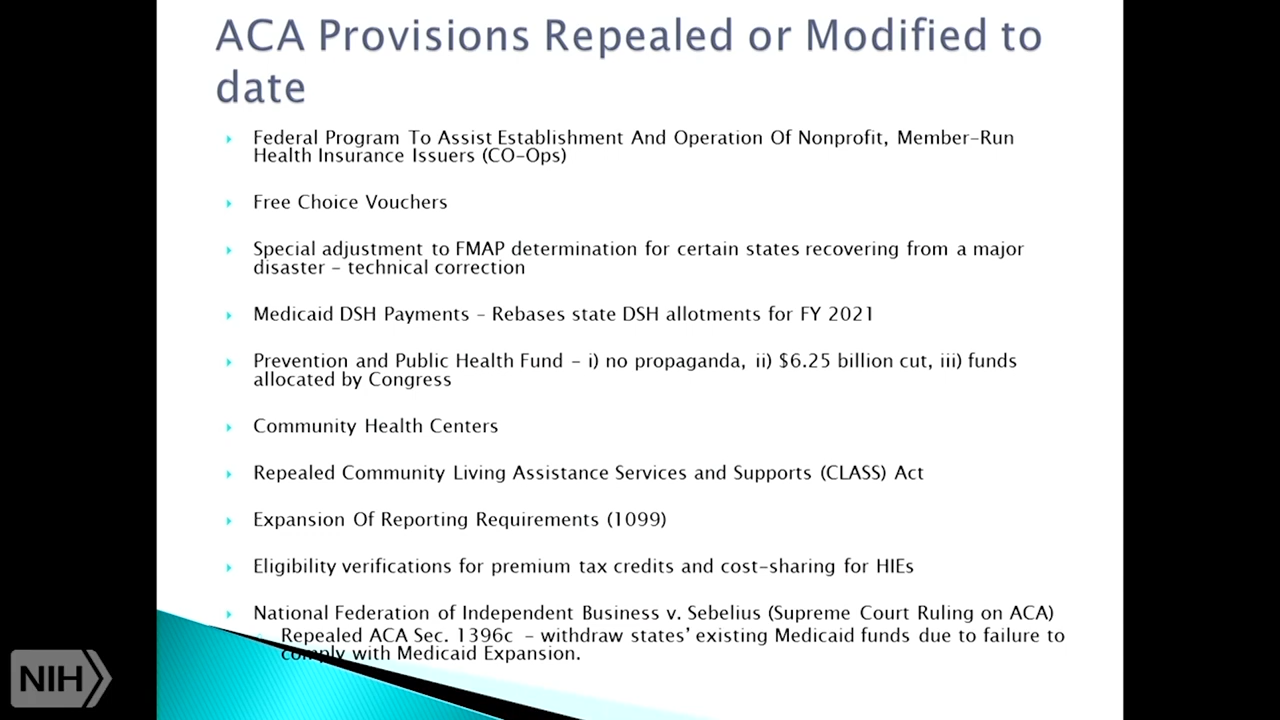 ACA Provisions Repealed or Modified to
date
Federal Program To Assist Establishment And Operation Of Nonprofit, Member-Run
Health Insurance Issuers (CO-Ops)
Free Choice Vouchers
Special adjustment to FMAP determination for certain states recovering from a major
disaster – technical correction
Medicaid DSH Payments – Rebases state DSH allotments for FY 2021
Prevention and Public Health Fund – i) no propaganda, ii) $6.25 billion cut, iii) funds
allocated by Congress
Community Health Centers
Repealed Community Living Assistance Services and Supports (CLASS) Act
Expansion Of Reporting Requirements (1099)
Eligibility verifications for premium tax credits and cost-sharing for HIEs
National Federation of Independent Business v. Sebelius (Supreme Court Ruling on ACA)
Repealed ACA Sec. 1396c – withdraw states' existing Medicaid funds due to failure to
comply with Medicaid Expansion.
NIH